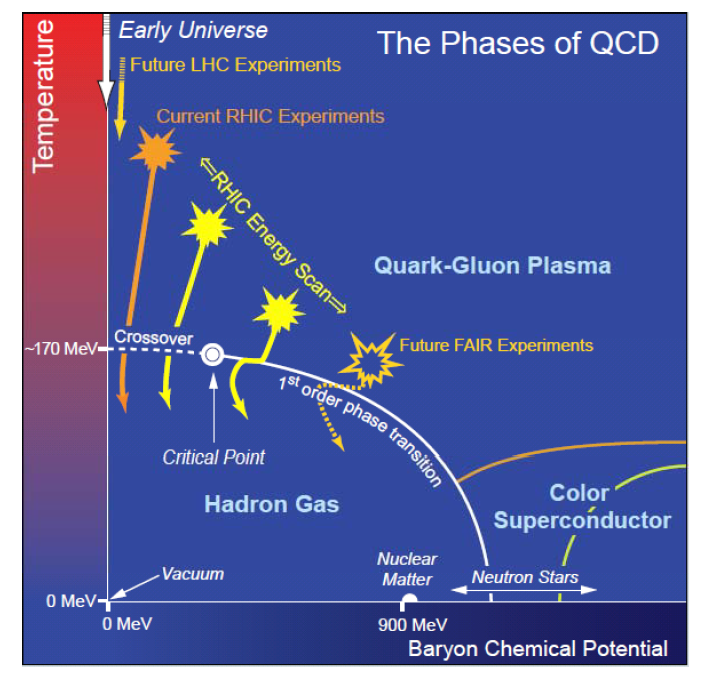 Early Universe
The Phases of QCD
Temperature
Future LHC Experiments
Current RHIC Experiments
⇐RHIC Energy Scan⇒
Quark-Gluon Plasma
Crossover
~170 MeV
Future FAIR Experiments
1st order phase transition
Critical Point
Hadron Gas
Color
Superconductor
Nuclear
Matter
Vacuum
Neutron Stars
0 MeV
0 MeV
900 MeV
Baryon Chemical Potential